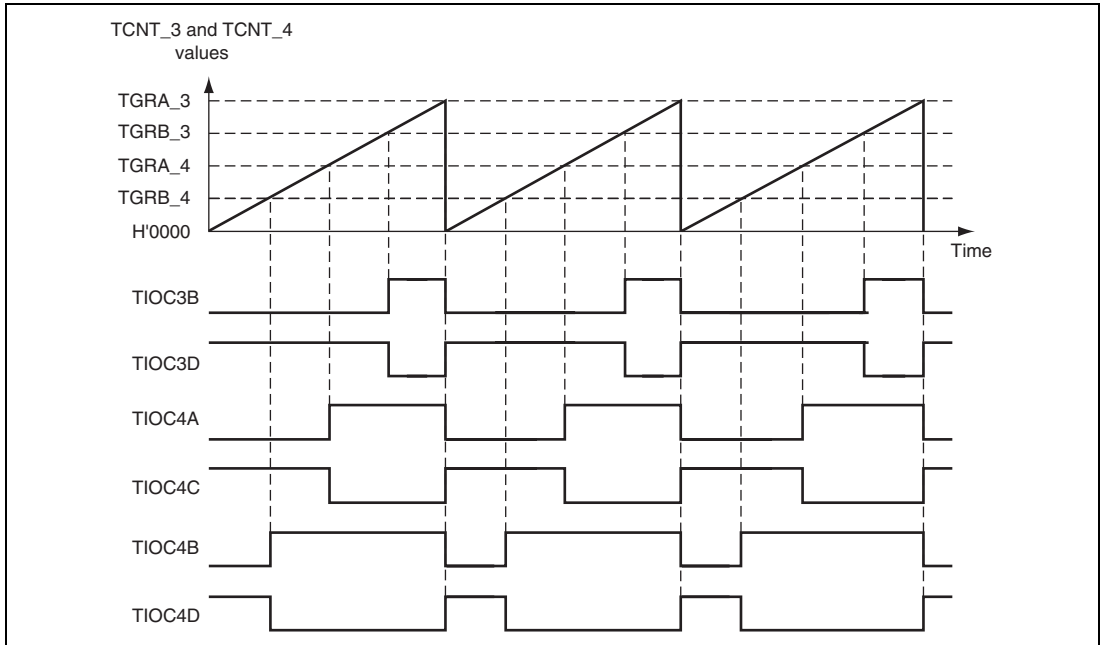 TCNT_3 and TCNT_4
values
TGRA_3
TGRB_3
TGRA_4
TGRB_4
H'0000
Time
TIOC3B
TIOC3D
TIOC4A
TIOC4C
TIOC4B
TIOC4D